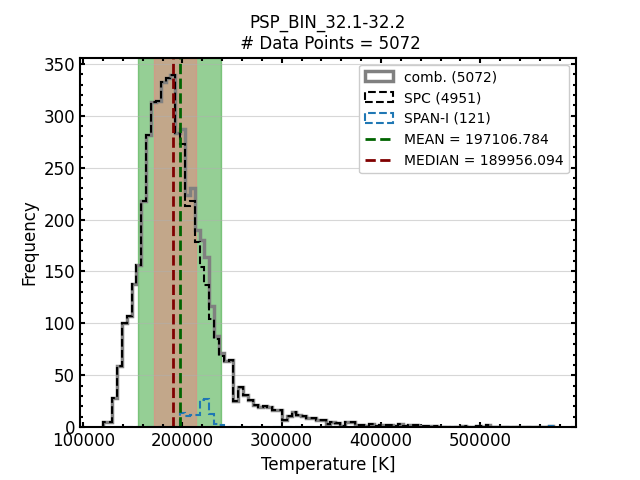 PSP_BIN_32.1-32.2
# Data Points = 5072
comb. (5072)
SPC (4951)
SPAN-I (121)
MEAN = 197106.784
MEDIAN = 189956.094
Frequency
350
300
250
200
150
100
50
0
100000 200000 300000 400000 500000
Temperature [K]